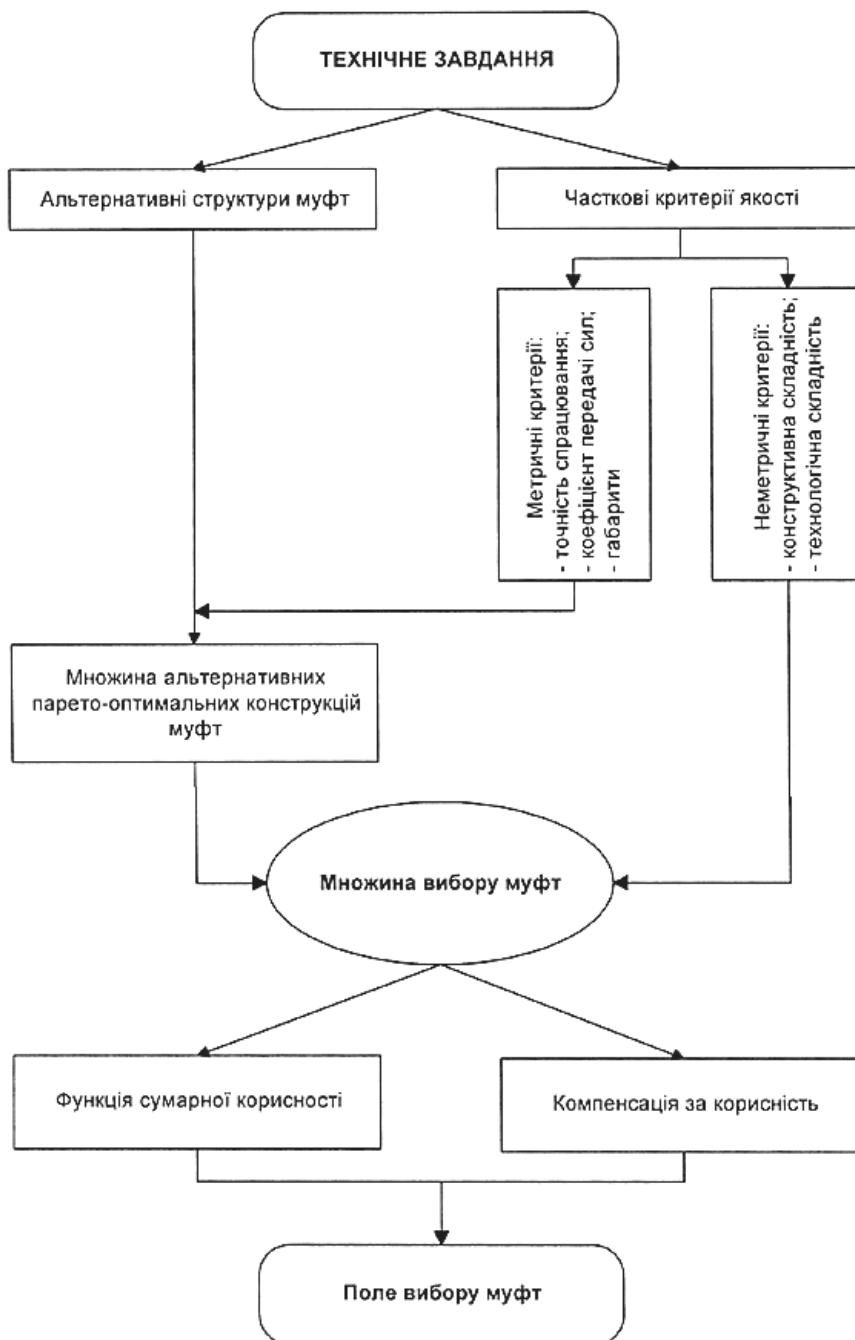 ТЕХНІЧНЕ ЗАВДАННЯ
Альтернативні структури муфт
Часткові критерії якості
Метричні критерії:
- точність спрацювання;
- коефіцієнт передачі сил;
- габарити
Неметричні критерії:
- конструктивна складність;
- технологічна складність
Множина альтернативних
парето-оптимальних конструкцій
муфт
Множина вибору муфт
Функція сумарної корисності
Компенсація за корисність
Поле вибору муфт